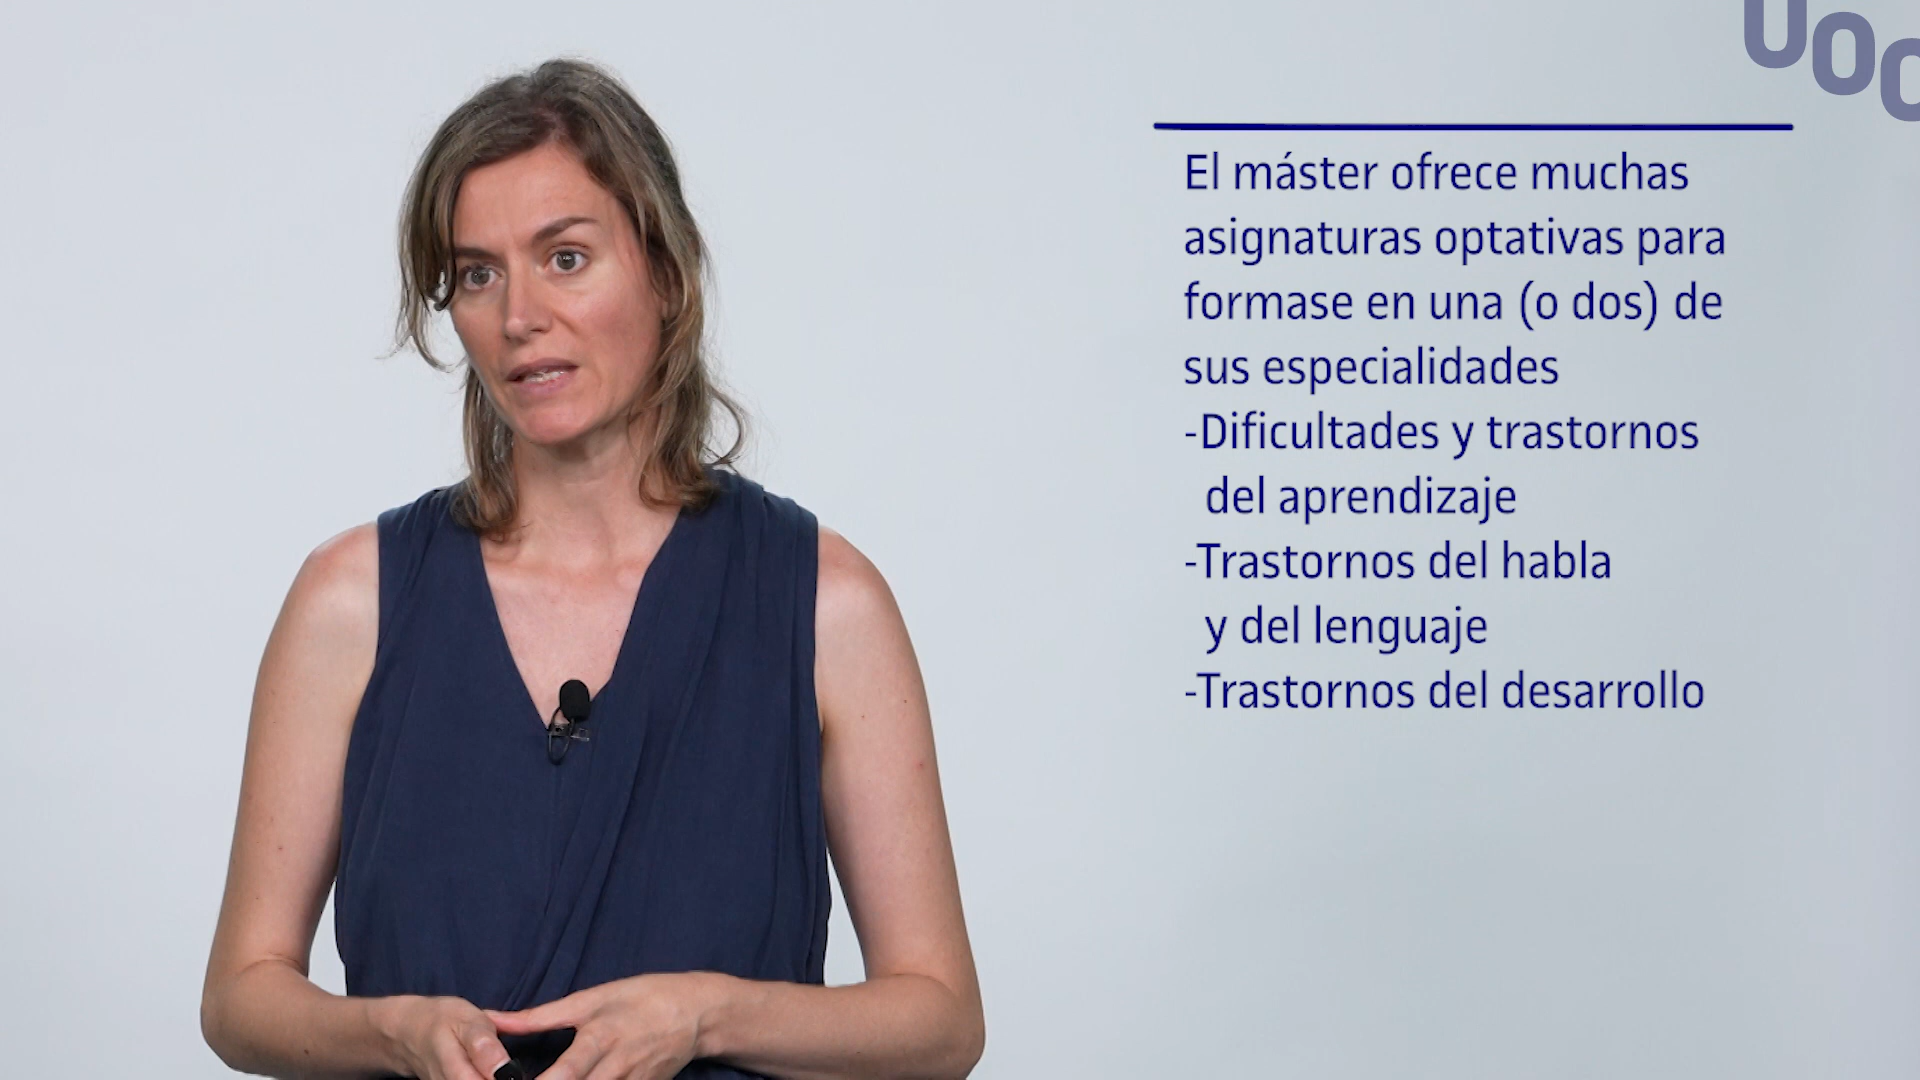 UOC
El máster ofrece muchas
asignaturas optativas para
formase en una (o dos) de
sus especialidades
-Dificultades y trastornos
del aprendizaje
-Trastornos del habla
y del lenguaje
-Trastornos del desarrollo